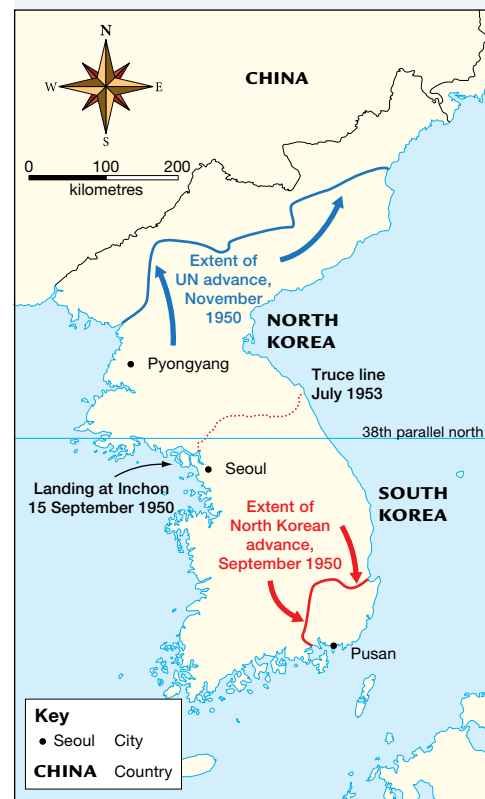 N
W
E
S
CHINA
0 100 200
kilometres
Extent of
UN advance,
November
1950
NORTH
KOREA
Pyongyang
Truce line
July 1953
38th parallel north
Seoul
Landing at Inchon
15 September 1950
SOUTH
KOREA
Extent of
North Korean
advance,
September 1950
Pusan
Key
Seoul City
CHINA Country